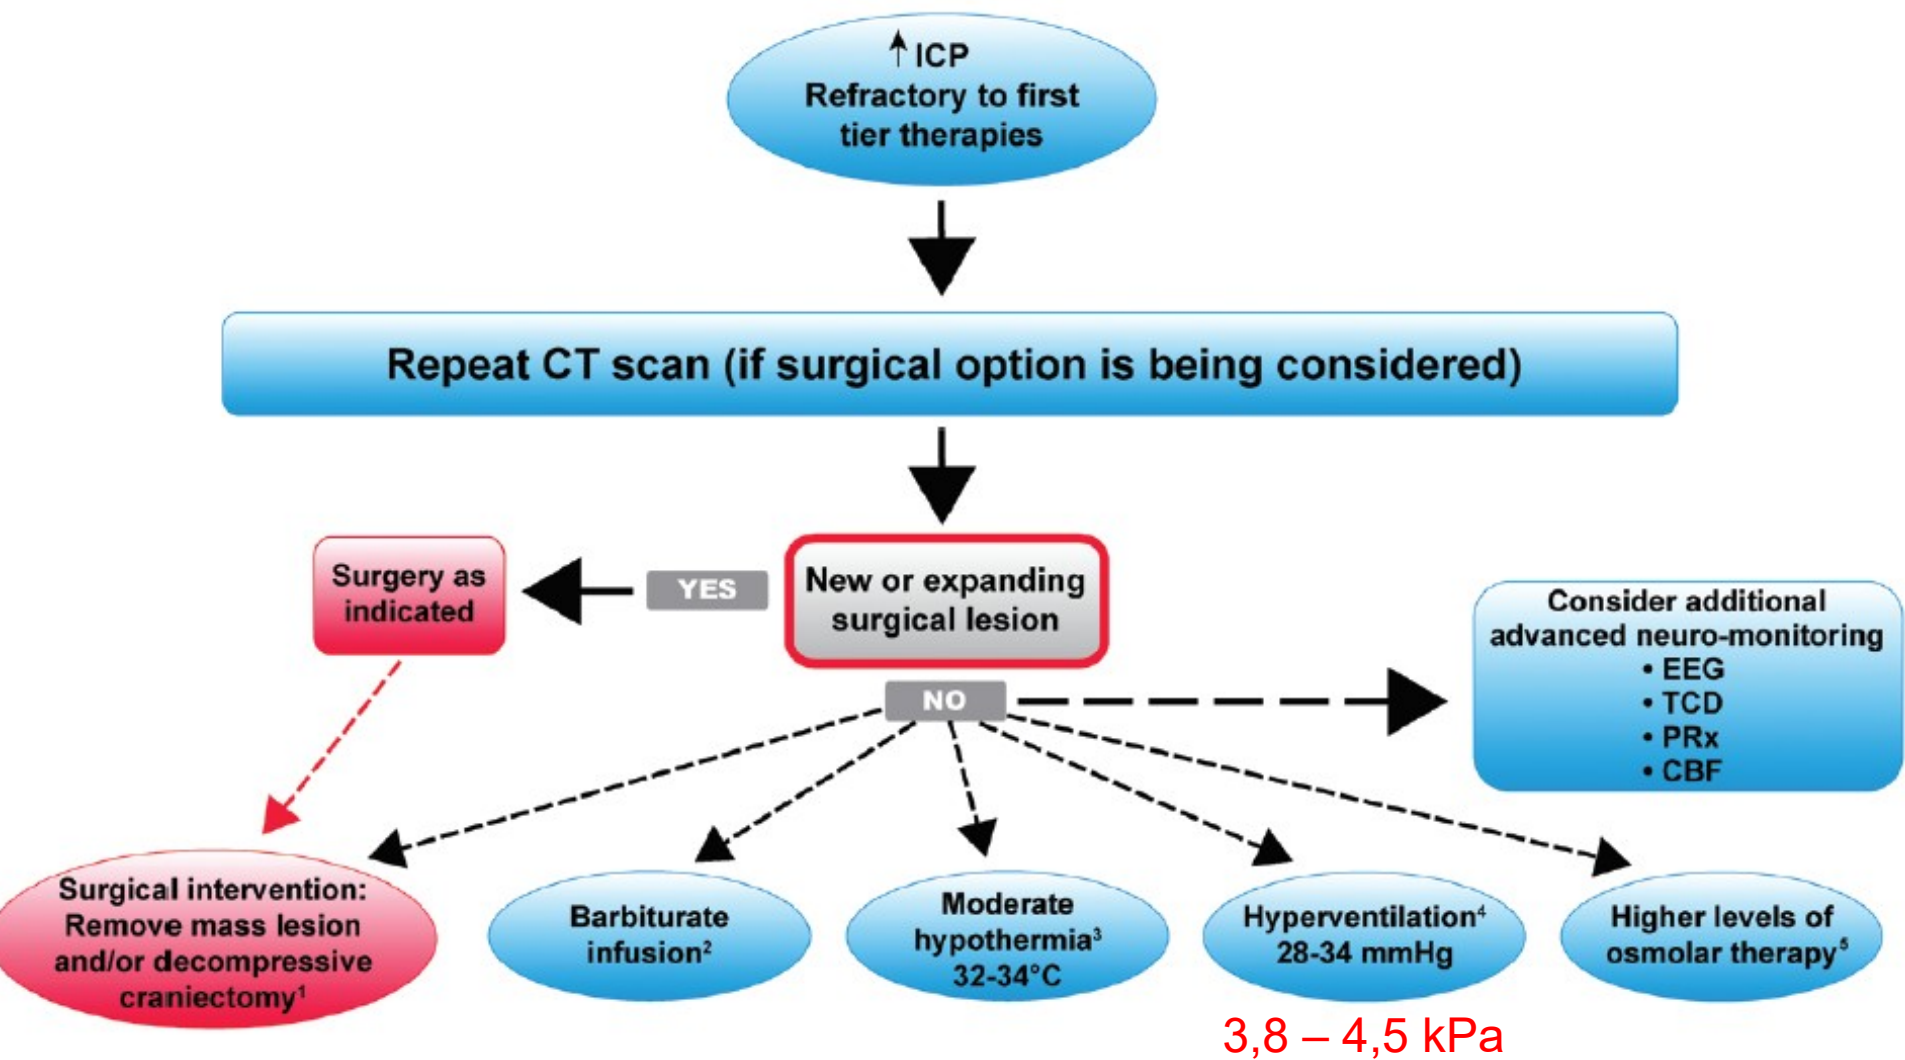 ↑ ICP
Refractory to first
tier therapies
Repeat CT scan (if surgical option is being considered)
Surgery as
indicated
YES
New or expanding
surgical lesion
NO
Consider additional
advanced neuro-monitoring
• EEG
• TCD
• PRx
• CBF
Surgical intervention:
Remove mass lesion
and/or decompressive
craniectomy¹
Barbiturate
infusion²
Moderate
hypothermia³
32-34°C
Hyperventilation⁴
28-34 mmHg
Higher levels of
osmolar therapy⁵
3,8 – 4,5 kPa